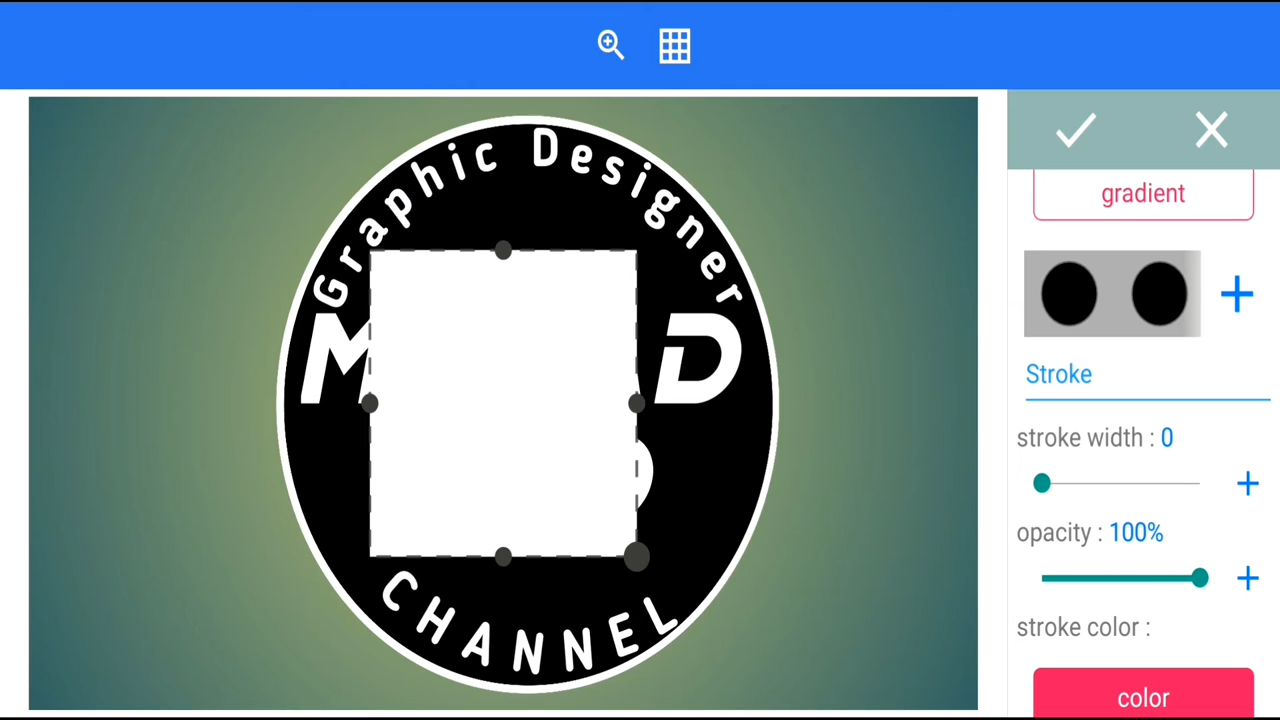 Graphic Designer
M D
CHANNEL
gradient
Stroke
stroke width : 0
opacity : 100%
stroke color :
color